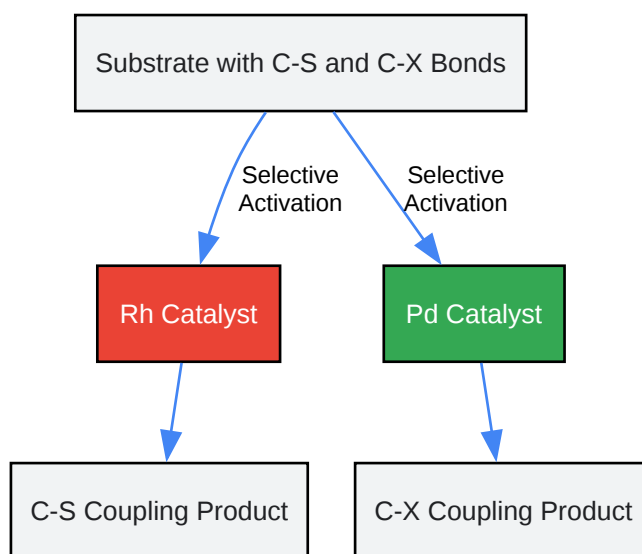 Substrate with C-S and C-X Bonds
Selective
Activation
Selective
Activation
Rh Catalyst
Pd Catalyst
C-S Coupling Product
C-X Coupling Product